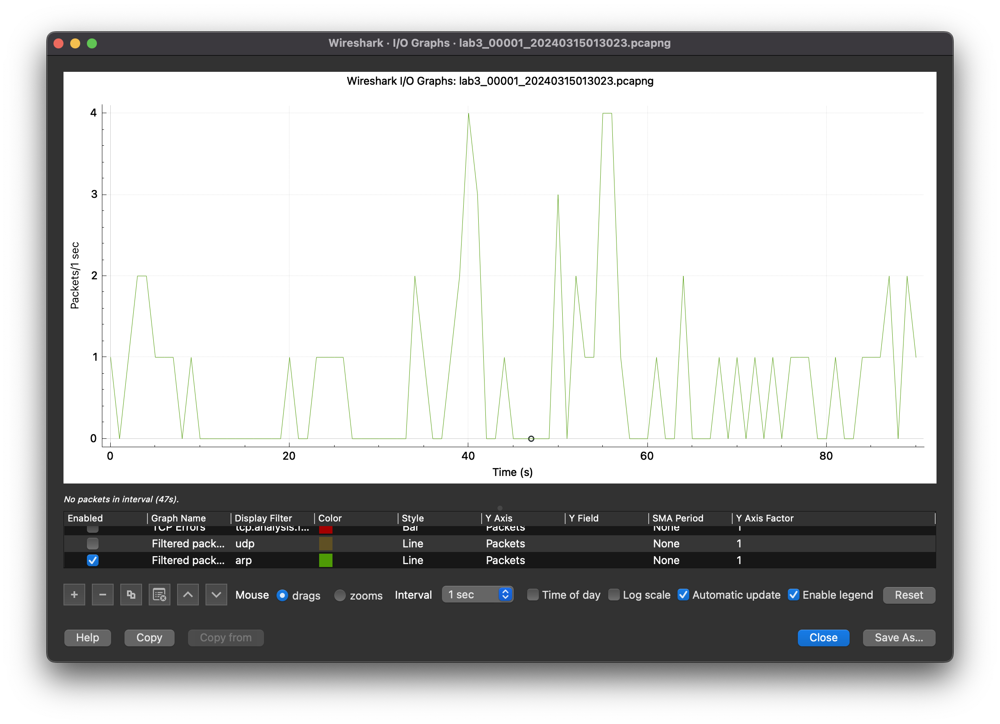 Wireshark · I/O Graphs · lab3_00001_20240315013023.pcapng
Wireshark I/O Graphs: lab3_00001_20240315013023.pcapng
4
3
2
1
0
Packets/1 sec
0 20 40 60 80
Time (s)
No packets in interval (47s).
Enabled Graph Name Display Filter Color Style Y Axis Y Field SMA Period Y Axis Factor
TCP Errors tcp.analysis.f... Bar Packets None 1
Filtered pack... udp Line Packets None 1
Filtered pack... arp Line Packets None 1
Mouse drags zooms Interval 1 sec Time of day Log scale Automatic update Enable legend Reset
Help Copy Copy from Close Save As...